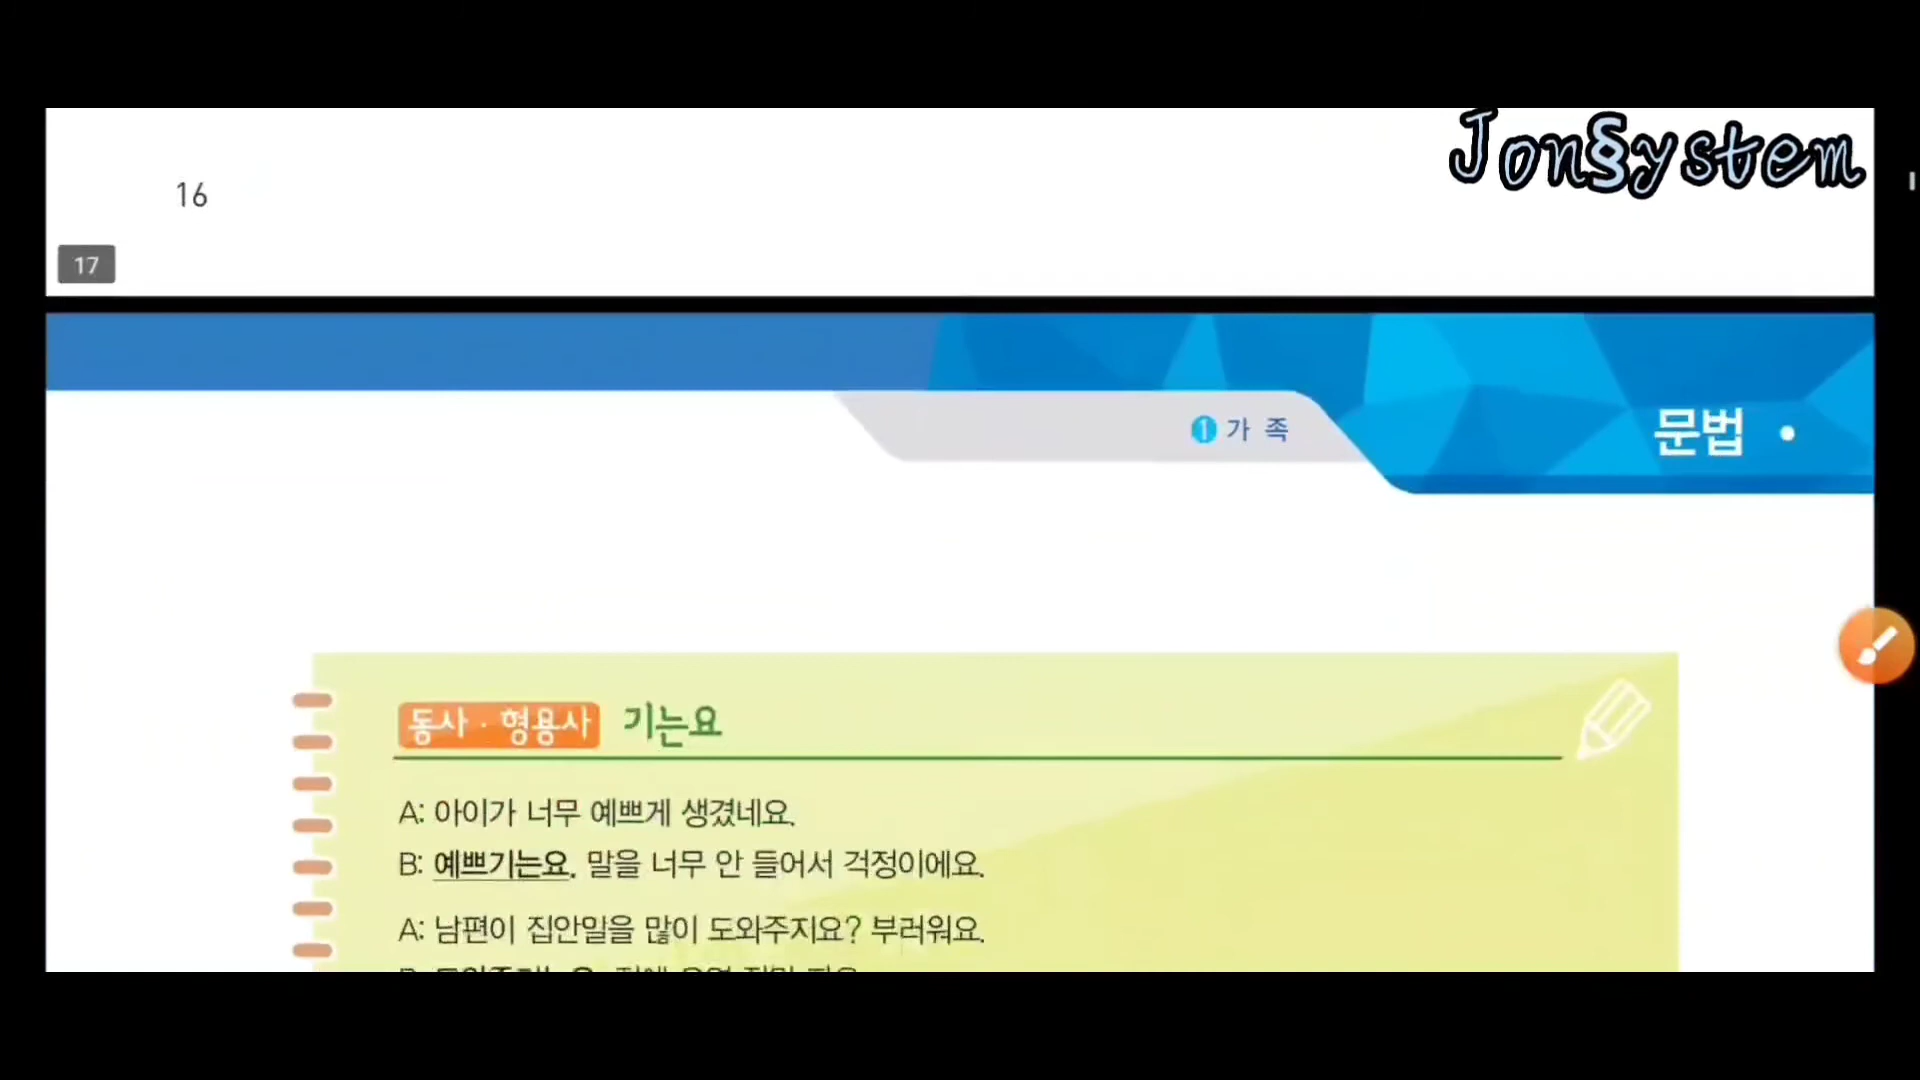 Jon§ystem
16
17
1 가 족
문법 •
동사 · 형용사 기는요
A: 아이가 너무 예쁘게 생겼네요.
B: 예쁘기는요. 말을 너무 안 들어서 걱정이에요.
A: 남편이 집안일을 많이 도와주지요? 부러워요.